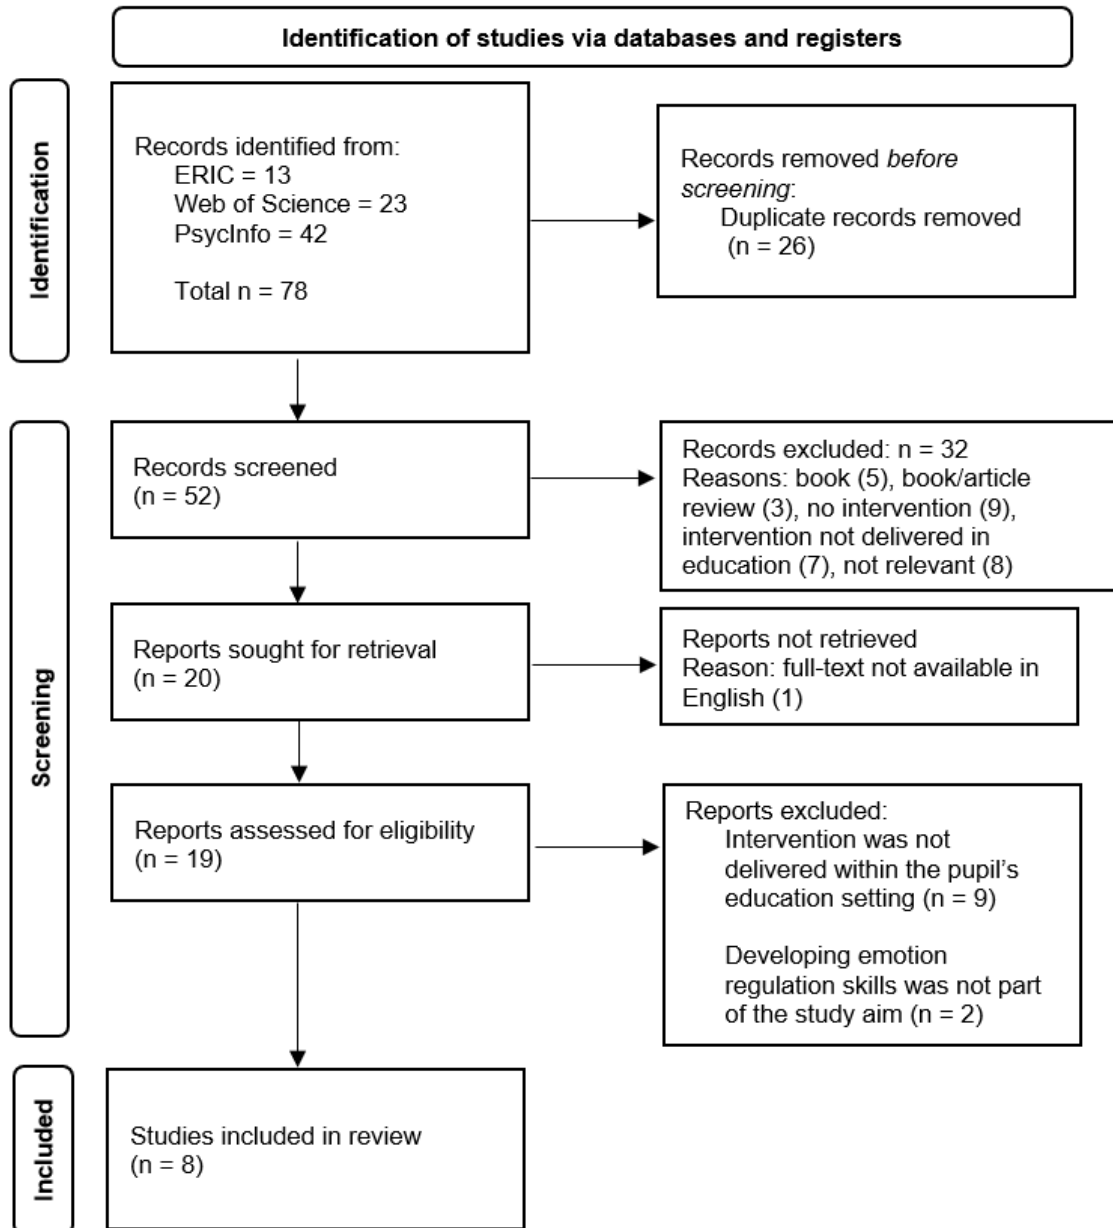 Identification of studies via databases and registers
Identification
Records identified from:
ERIC = 13
Web of Science = 23
PsycInfo = 42
Total n = 78
Records removed before
screening:
Duplicate records removed
(n = 26)
Screening
Records screened
(n = 52)
Records excluded: n = 32
Reasons: book (5), book/article
review (3), no intervention (9),
intervention not delivered in
education (7), not relevant (8)
Reports sought for retrieval
(n = 20)
Reports not retrieved
Reason: full-text not available in
English (1)
Reports assessed for eligibility
(n = 19)
Reports excluded:
Intervention was not
delivered within the pupil’s
education setting (n = 9)
Developing emotion
regulation skills was not part
of the study aim (n = 2)
Included
Studies included in review
(n = 8)